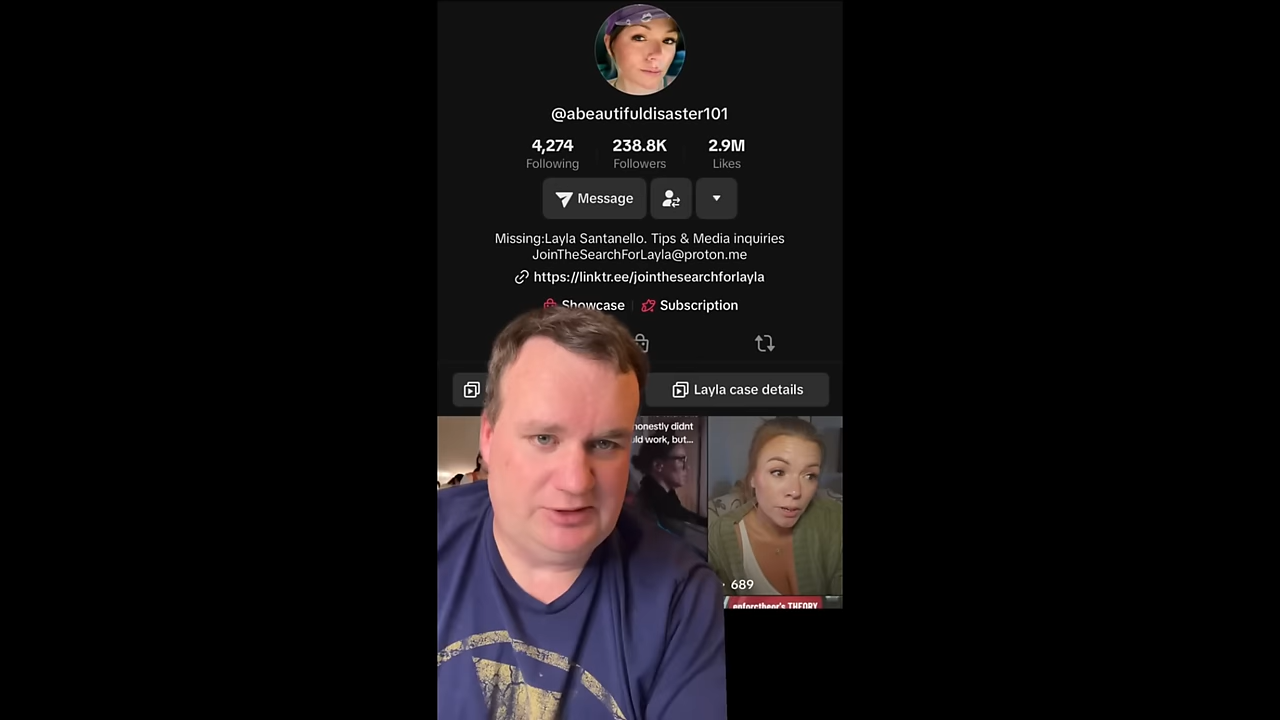 @abeautifuldisaster101
4,274 238.8K 2.9M
Following Followers Likes
Message
Missing:Layla Santanello. Tips & Media inquiries
JoinTheSearchForLayla@proton.me
https://linktr.ee/jointhesearchforlayla
Showcase Subscription
Layla case details
honestly didnt
work, but...
689
THEORY